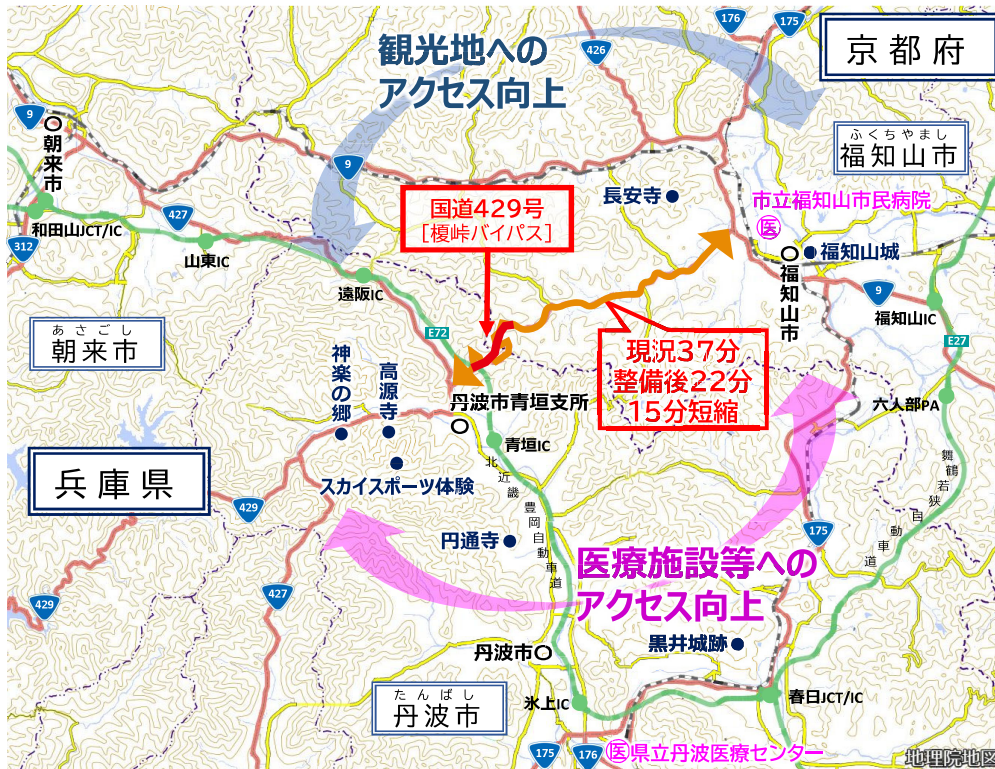 176
175
京都府
観光地への
アクセス向上
426
9
朝来市
ふくちやまし
福知山市
9
長安寺
市立福知山市民病院
医
国道429号
[榎峠バイパス]
427
和田山JCT/IC
312
山東IC
福知山城
福知山市
遠阪IC
9
福知山IC
あさごし
朝来市
E72
E27
現況37分
整備後22分
15分短縮
神楽の郷
高源寺
丹波市青垣支所
六人部PA
青垣IC
兵庫県
スカイスポーツ体験
北近畿豊岡自動車道
舞鶴若狭自動車道
429
175
円通寺
医療施設等への
アクセス向上
427
429
黒井城跡
丹波市
たんばし
丹波市
氷上IC
春日JCT/IC
175
176
医県立丹波医療センター
地理院地図